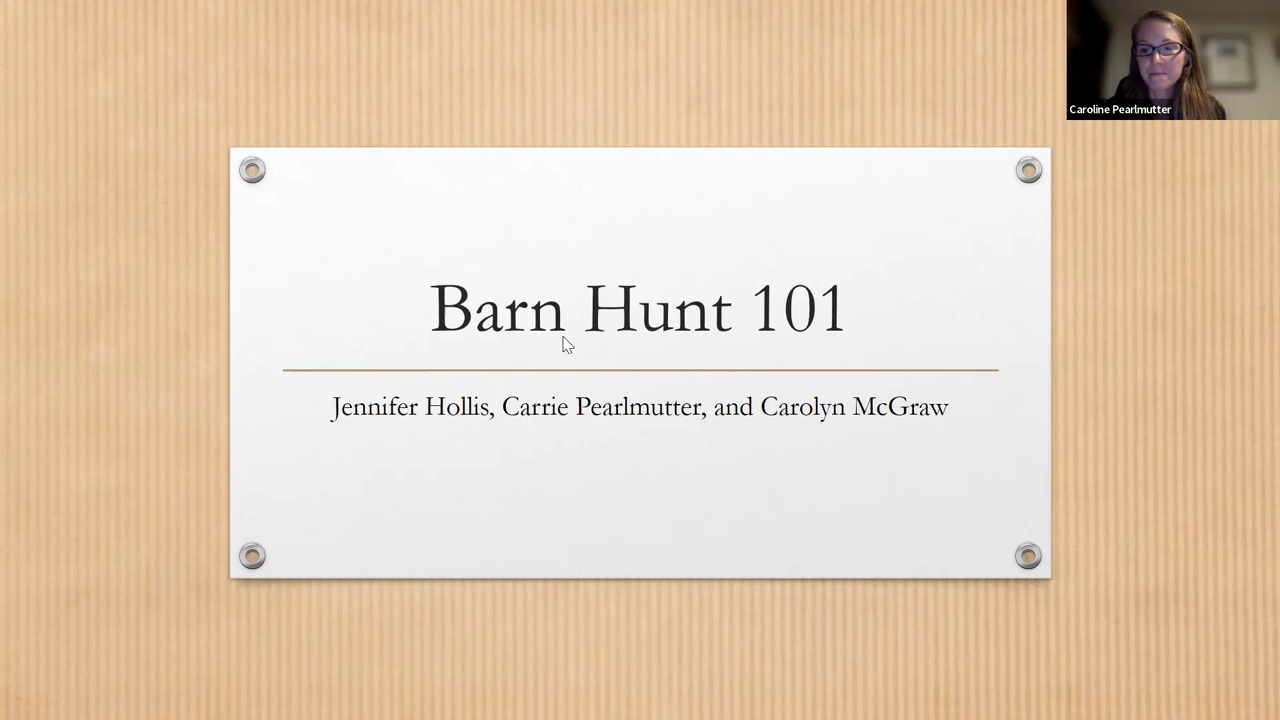 Caroline Pearlmutter
Barn Hunt 101
Jennifer Hollis, Carrie Pearlmutter, and Carolyn McGraw